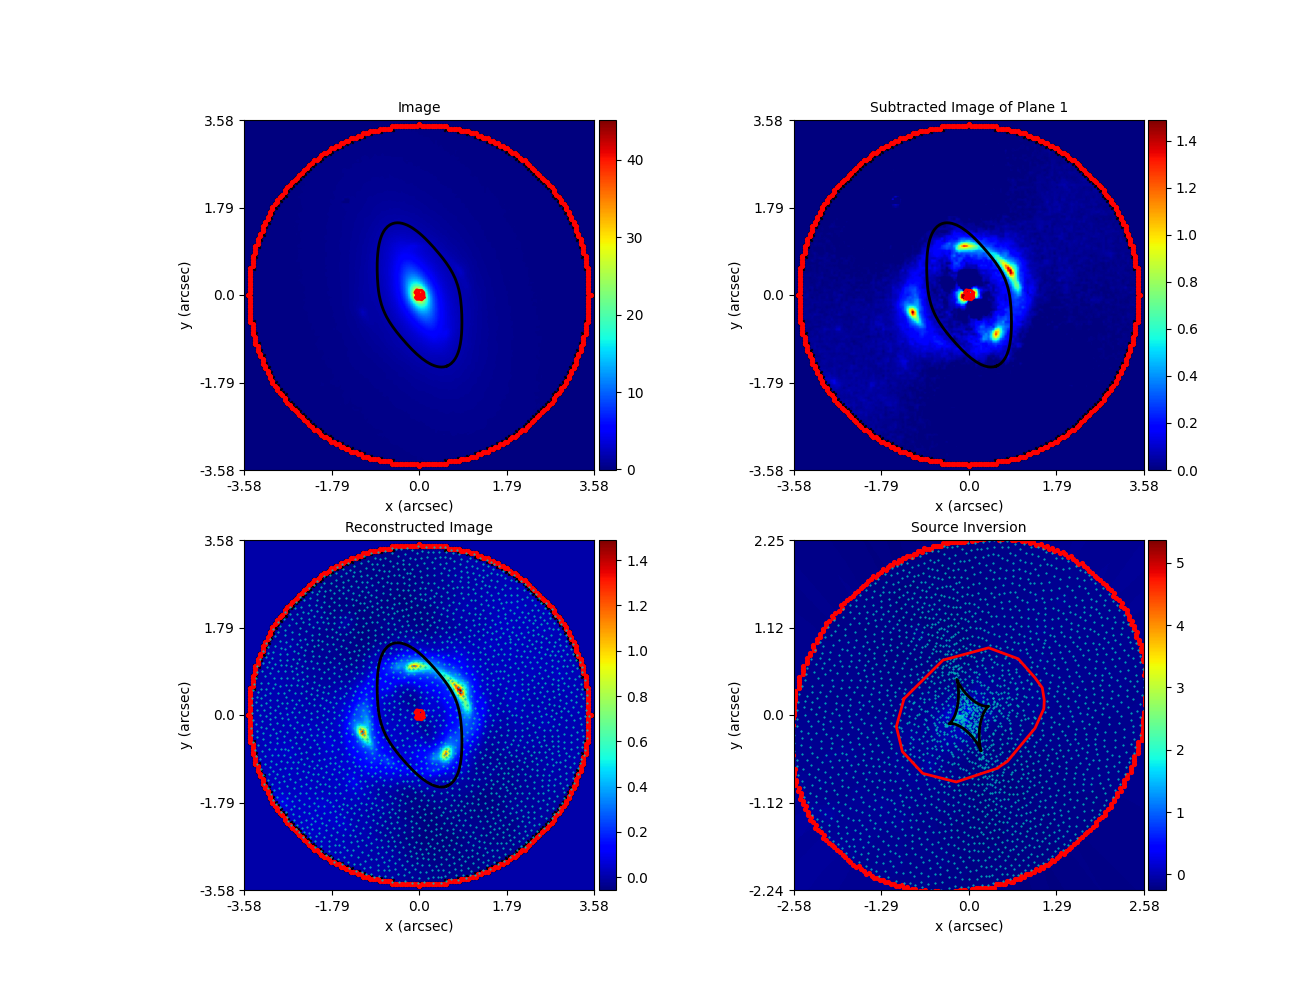 Image
3.58
1.79
0.0
-1.79
-3.58
y (arcsec)
-3.58 -1.79 0.0 1.79 3.58
x (arcsec)
40
30
20
10
0
Subtracted Image of Plane 1
3.58
1.79
0.0
-1.79
-3.58
y (arcsec)
-3.58 -1.79 0.0 1.79 3.58
x (arcsec)
1.4
1.2
1.0
0.8
0.6
0.4
0.2
0.0
Reconstructed Image
3.58
1.79
0.0
-1.79
-3.58
y (arcsec)
-3.58 -1.79 0.0 1.79 3.58
x (arcsec)
1.4
1.2
1.0
0.8
0.6
0.4
0.2
0.0
Source Inversion
2.25
1.12
0.0
-1.12
-2.24
y (arcsec)
-2.58 -1.29 0.0 1.29 2.58
x (arcsec)
5
4
3
2
1
0